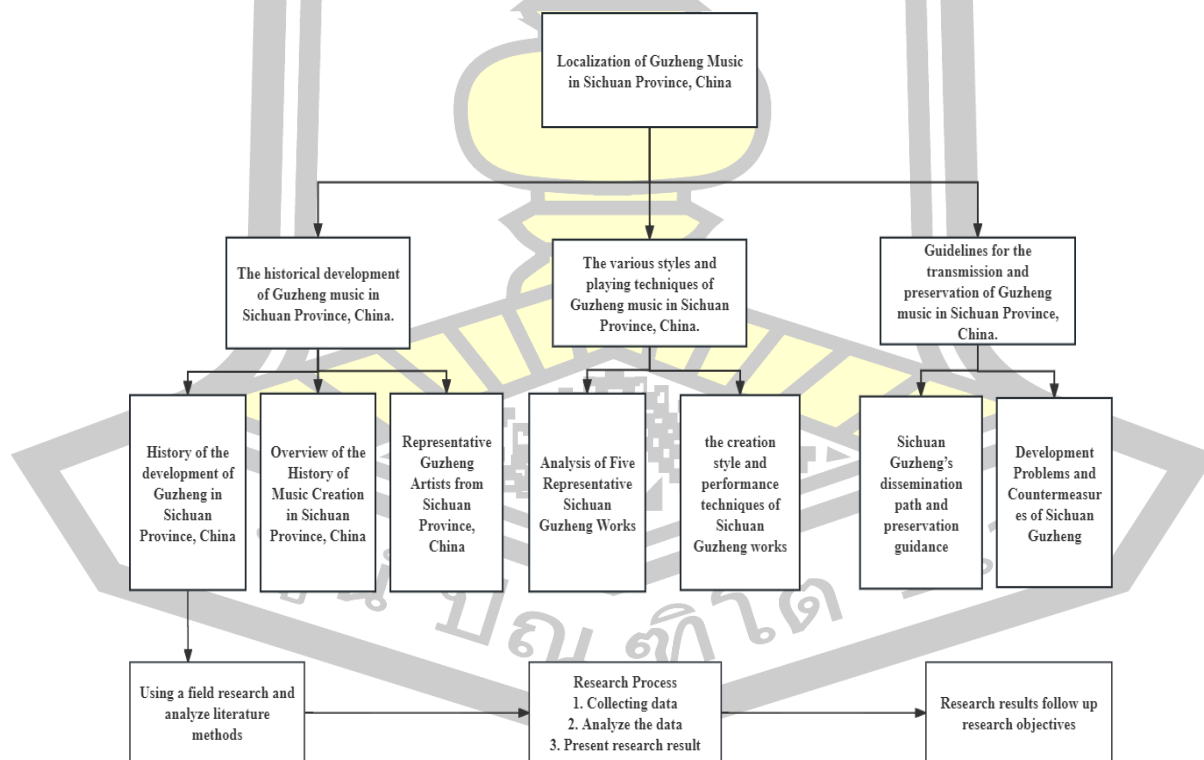 Localization of Guzheng Music
in Sichuan Province, China
The historical development
of Guzheng music in
Sichuan Province, China.
The various styles and
playing techniques of
Guzheng music in Sichuan
Province, China.
Guidelines for the
transmission and
preservation of Guzheng
music in Sichuan Province,
China.
History of the
development of
Guzheng in
Sichuan
Province, China
Overview of the
History of
Music Creation
in Sichuan
Province, China
Representative
Guzheng
Artists from
Sichuan
Province,
China
Analysis of Five
Representative
Sichuan
Guzheng Works
the creation
style and
performance
techniques of
Sichuan
Guzheng works
Sichuan
Guzheng's
dissemination
path and
preservation
guidance
Development
Problems and
Countermeasur
es of Sichuan
Guzheng
Using a field research and
analyze literature
methods
Research Process
1. Collecting data
2. Analyze the data
3. Present research result
Research results follow up
research objectives